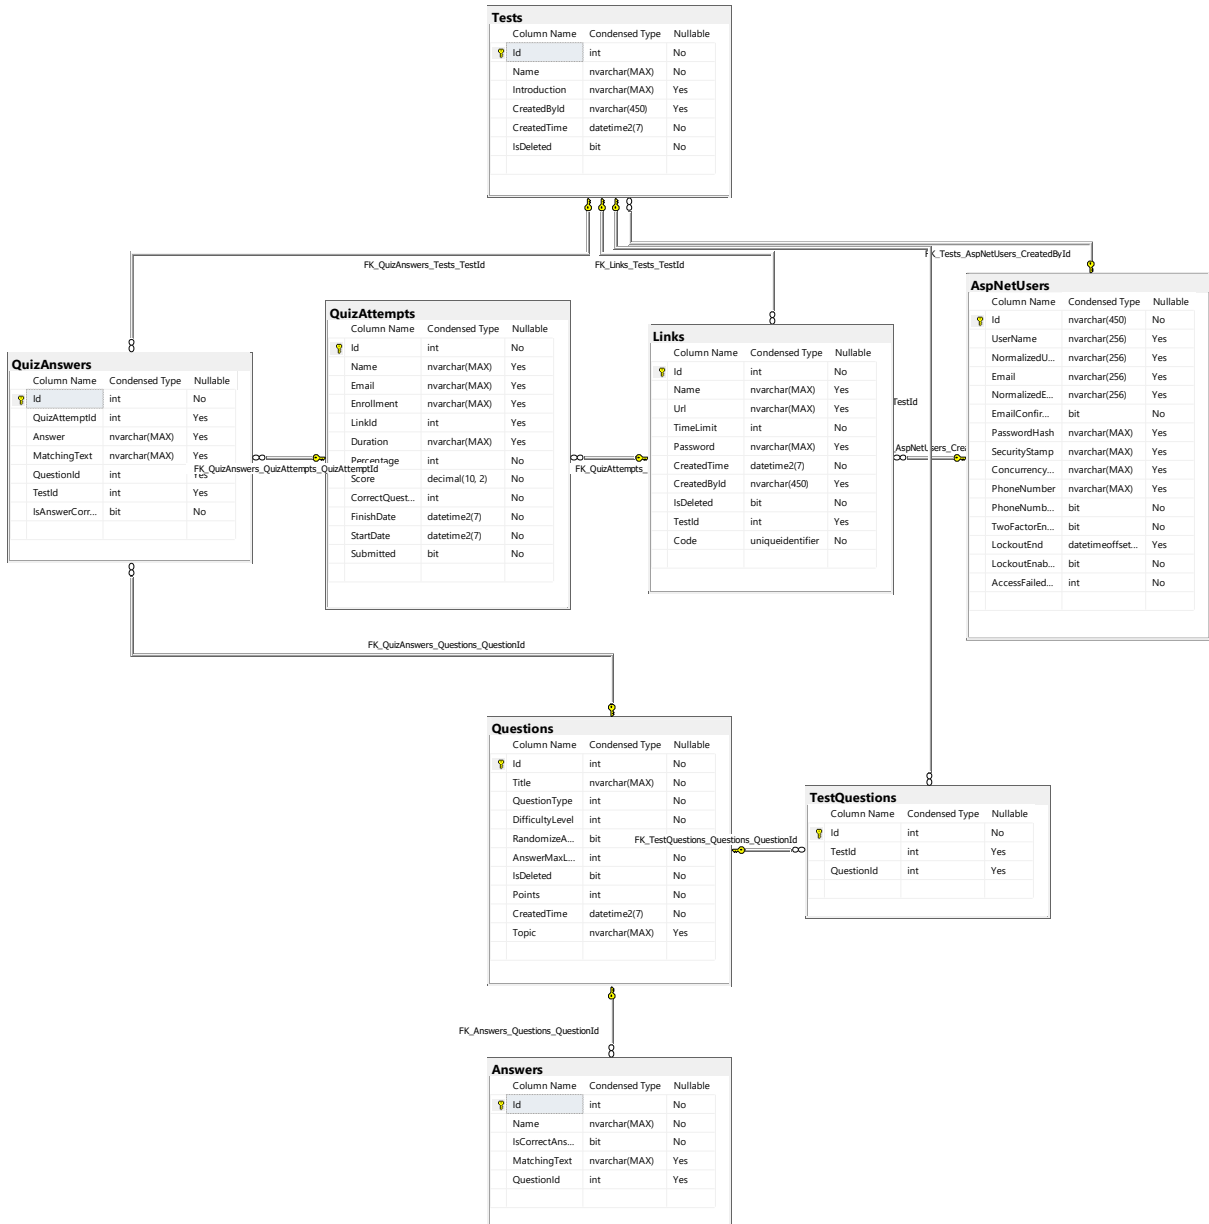 Tests
Column Name Condensed Type Nullable
Id int No
Name nvarchar(MAX) No
Introduction nvarchar(MAX) Yes
CreatedById nvarchar(450) Yes
CreatedTime datetime2(7) No
IsDeleted bit No
FK_QuizAnswers_Tests_TestId
FK_Links_Tests_TestId
FK_Tests_AspNetUsers_CreatedById
QuizAnswers
Column Name Condensed Type Nullable
Id int No
QuizAttemptId int Yes
Answer nvarchar(MAX) Yes
MatchingText nvarchar(MAX) Yes
QuestionId int Yes
TestId int Yes
IsAnswerCorr... bit No
FK_QuizAnswers_QuizAttempts_QuizAttemptId
QuizAttempts
Column Name Condensed Type Nullable
Id int No
Name nvarchar(MAX) Yes
Email nvarchar(MAX) Yes
Enrollment nvarchar(MAX) Yes
LinkId int Yes
Duration nvarchar(MAX) Yes
Percentage int No
Score decimal(10, 2) No
CorrectQuest... int No
FinishDate datetime2(7) No
StartDate datetime2(7) No
Submitted bit No
FK_QuizAttempts_
Links
Column Name Condensed Type Nullable
Id int No
Name nvarchar(MAX) Yes
Url nvarchar(MAX) Yes
TimeLimit int No
Password nvarchar(MAX) Yes
CreatedTime datetime2(7) No
CreatedById nvarchar(450) Yes
IsDeleted bit No
TestId int Yes
Code uniqueidentifier No
TestId
_AspNetUsers_Crea
AspNetUsers
Column Name Condensed Type Nullable
Id nvarchar(450) No
UserName nvarchar(256) Yes
NormalizedU... nvarchar(256) Yes
Email nvarchar(256) Yes
NormalizedE... nvarchar(256) Yes
EmailConfir... bit No
PasswordHash nvarchar(MAX) Yes
SecurityStamp nvarchar(MAX) Yes
Concurrency... nvarchar(MAX) Yes
PhoneNumber nvarchar(MAX) Yes
PhoneNumb... bit No
TwoFactorEn... bit No
LockoutEnd datetimeoffset... Yes
LockoutEnab... bit No
AccessFailed... int No
FK_QuizAnswers_Questions_QuestionId
Questions
Column Name Condensed Type Nullable
Id int No
Title nvarchar(MAX) No
QuestionType int No
DifficultyLevel int No
RandomizeA... bit
AnswerMaxL... int No
IsDeleted bit No
Points int No
CreatedTime datetime2(7) No
Topic nvarchar(MAX) Yes
FK_TestQuestions_Questions_QuestionId
TestQuestions
Column Name Condensed Type Nullable
Id int No
TestId int Yes
QuestionId int Yes
FK_Answers_Questions_QuestionId
Answers
Column Name Condensed Type Nullable
Id int No
Name nvarchar(MAX) No
IsCorrectAns... bit No
MatchingText nvarchar(MAX) Yes
QuestionId int Yes